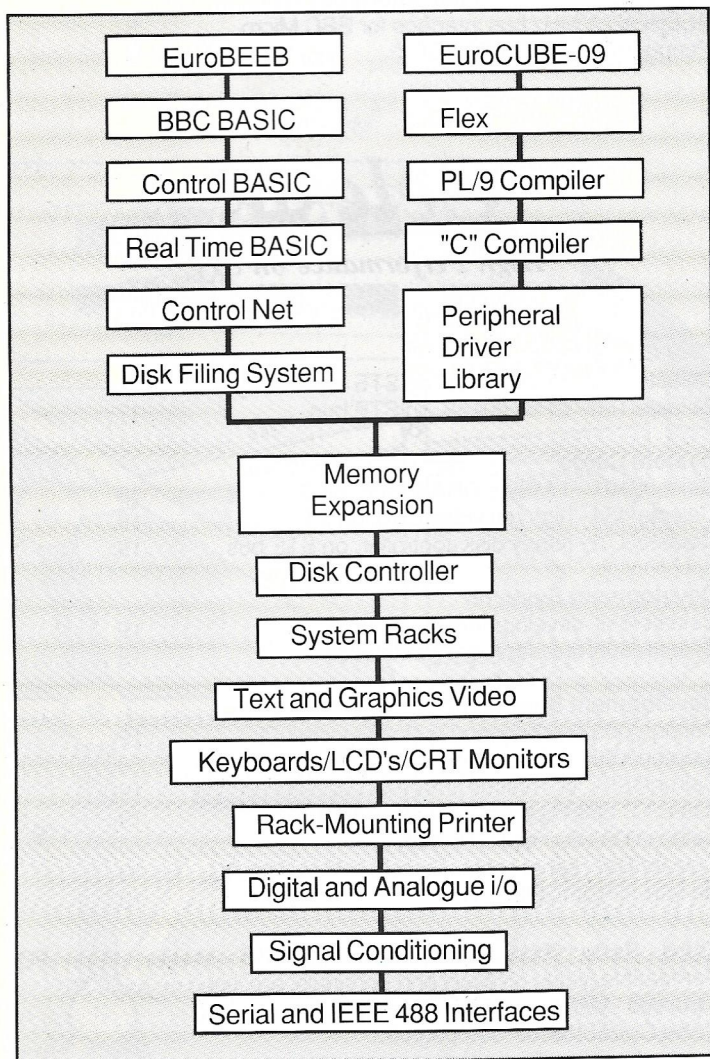 EuroBEEB
BBC BASIC
Control BASIC
Real Time BASIC
Control Net
Disk Filing System
EuroCUBE-09
Flex
PL/9 Compiler
"C" Compiler
Peripheral
Driver
Library
Memory
Expansion
Disk Controller
System Racks
Text and Graphics Video
Keyboards/LCD's/CRT Monitors
Rack-Mounting Printer
Digital and Analogue i/o
Signal Conditioning
Serial and IEEE 488 Interfaces